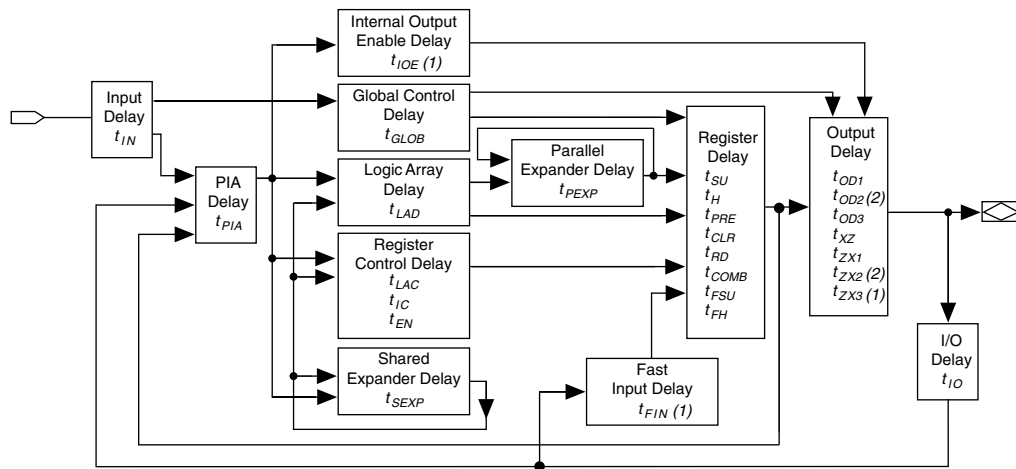 Internal Output
Enable Delay
tIOE (1)
Input
Delay
tIN
Global Control
Delay
tGLOB
PIA
Delay
tPIA
Logic Array
Delay
tLAD
Parallel
Expander Delay
tPEXP
Register
Control Delay
tLAC
tIC
tEN
Shared
Expander Delay
tSEXP
Register
Delay
tSU
tH
tPRE
tCLR
tRD
tCOMB
tFSU
tFH
Fast
Input Delay
tFIN (1)
Output
Delay
tOD1
tOD2 (2)
tOD3
tXZ
tZX1
tZX2 (2)
tZX3 (1)
I/O
Delay
tIO